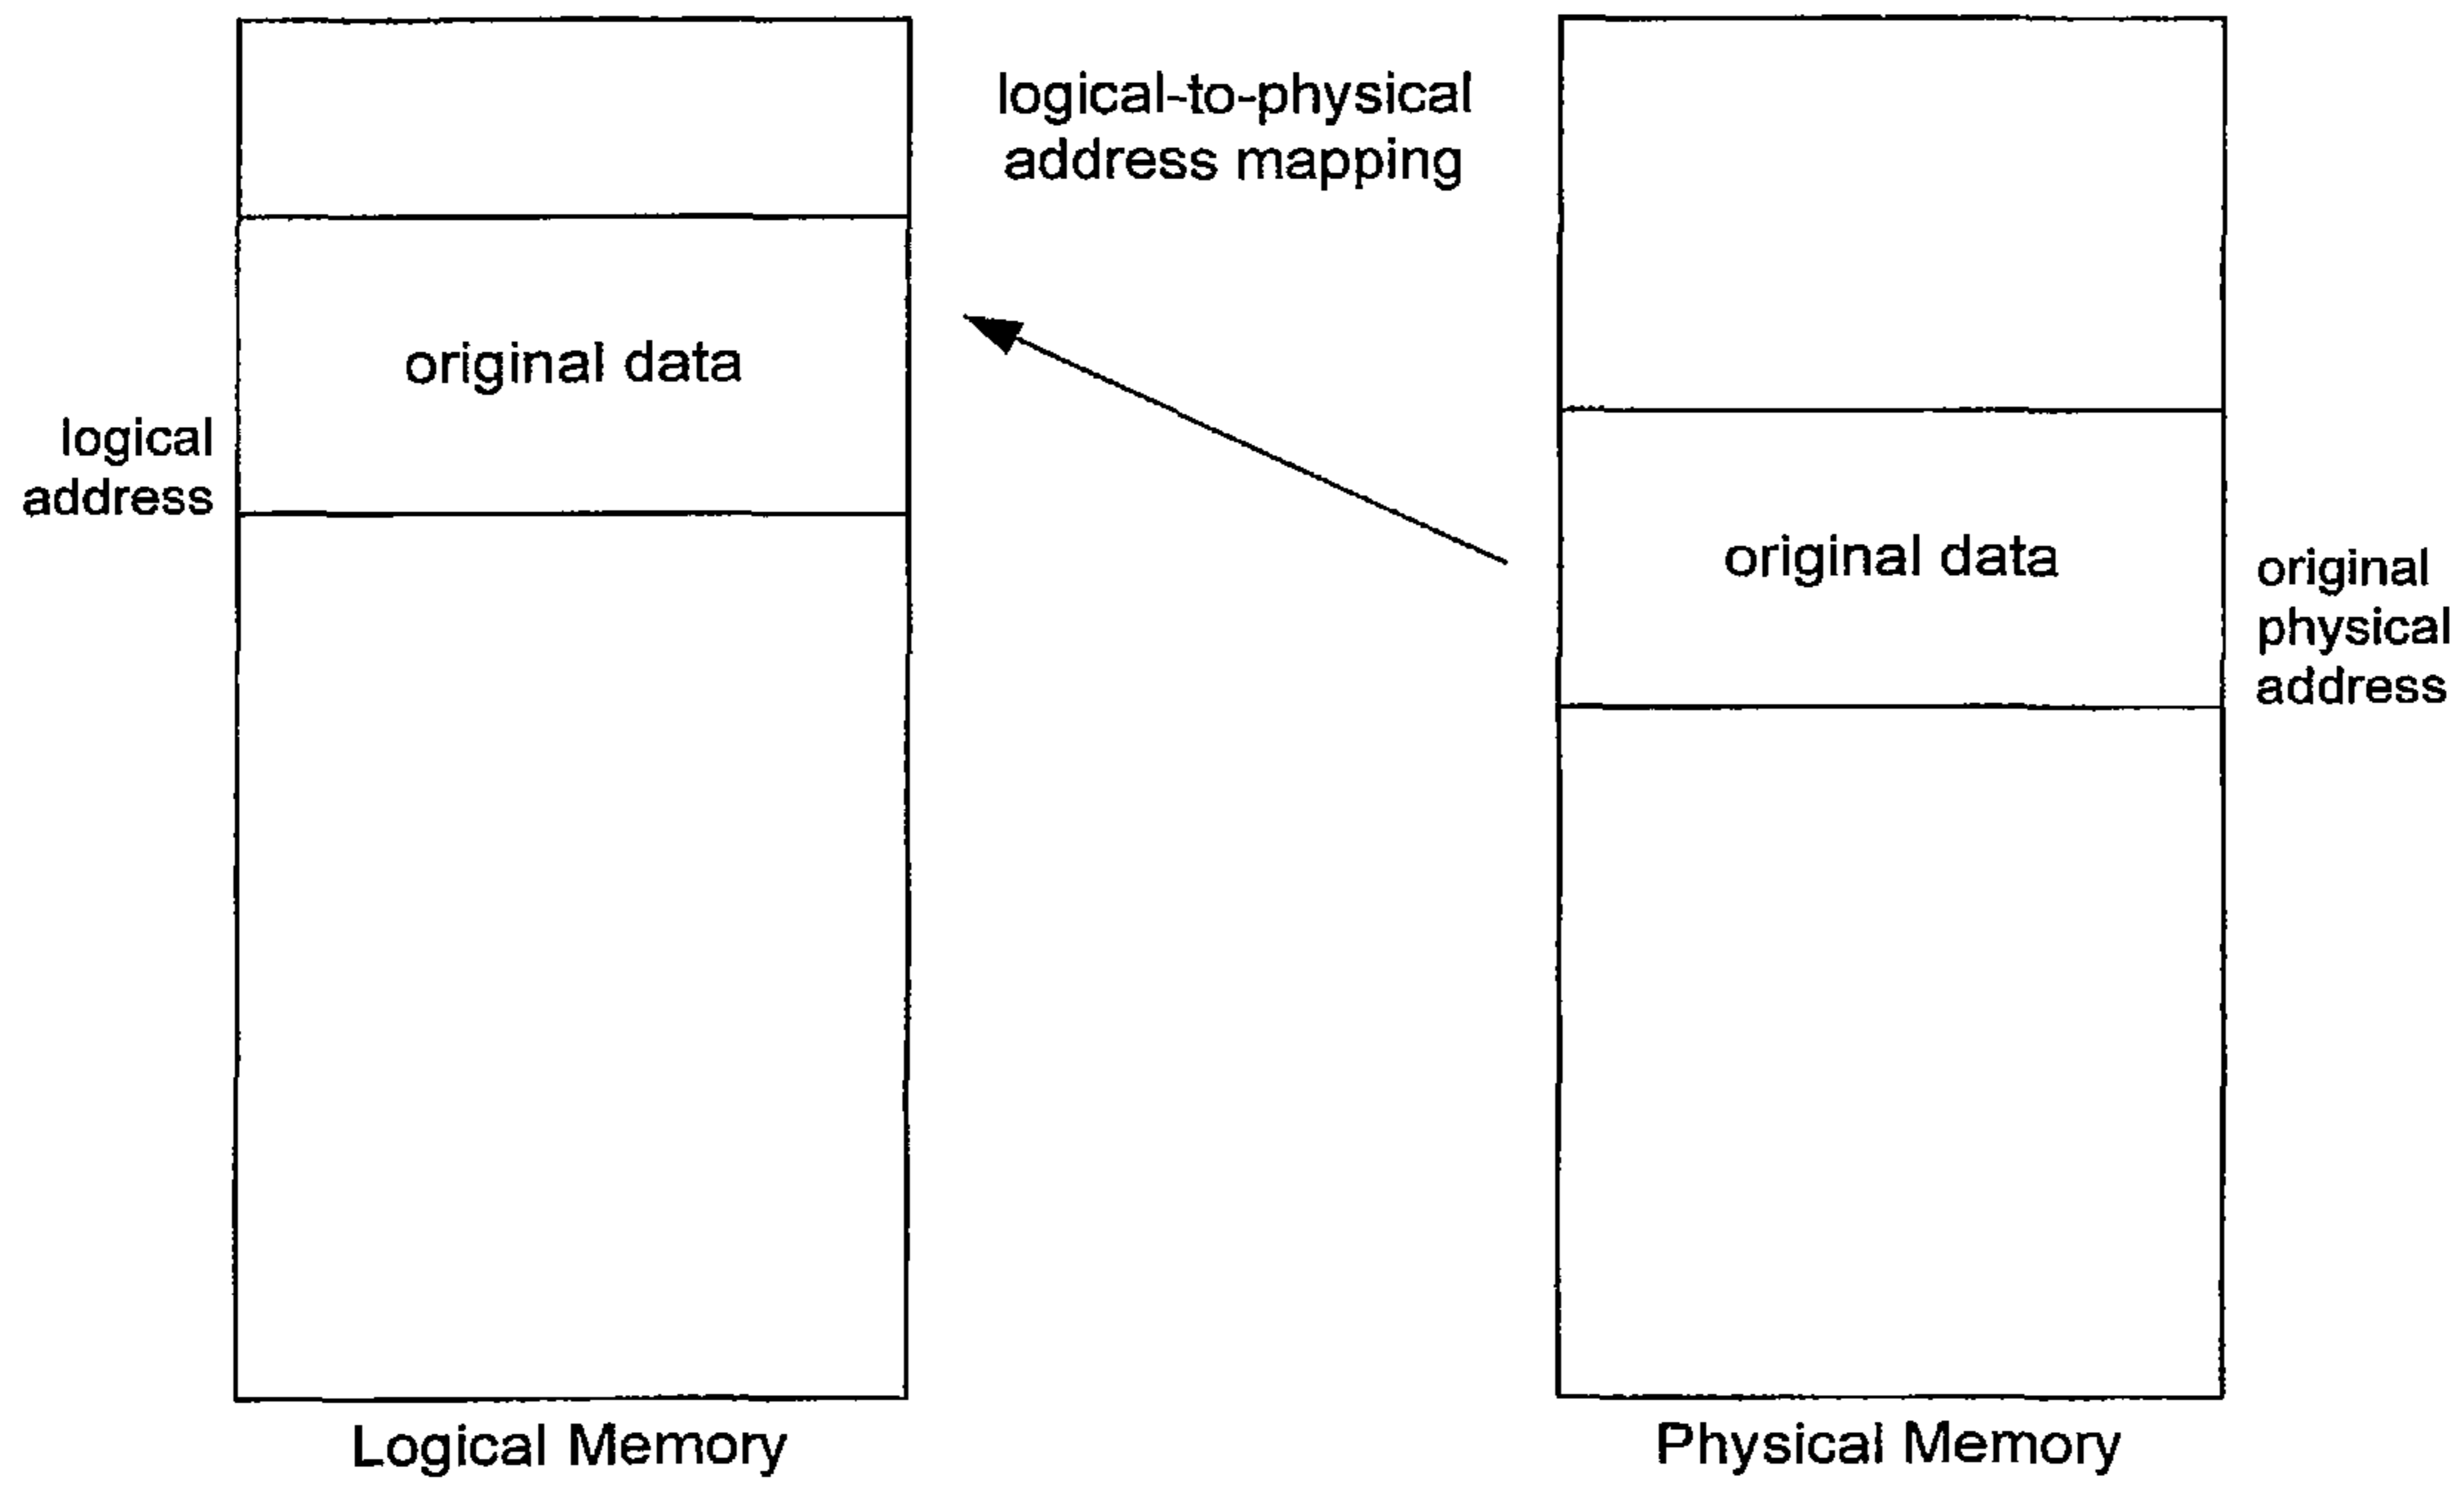 logical-to-physical
address mapping
original data
logical
address
original data
original
physical
address
Logical Memory
Physical Memory